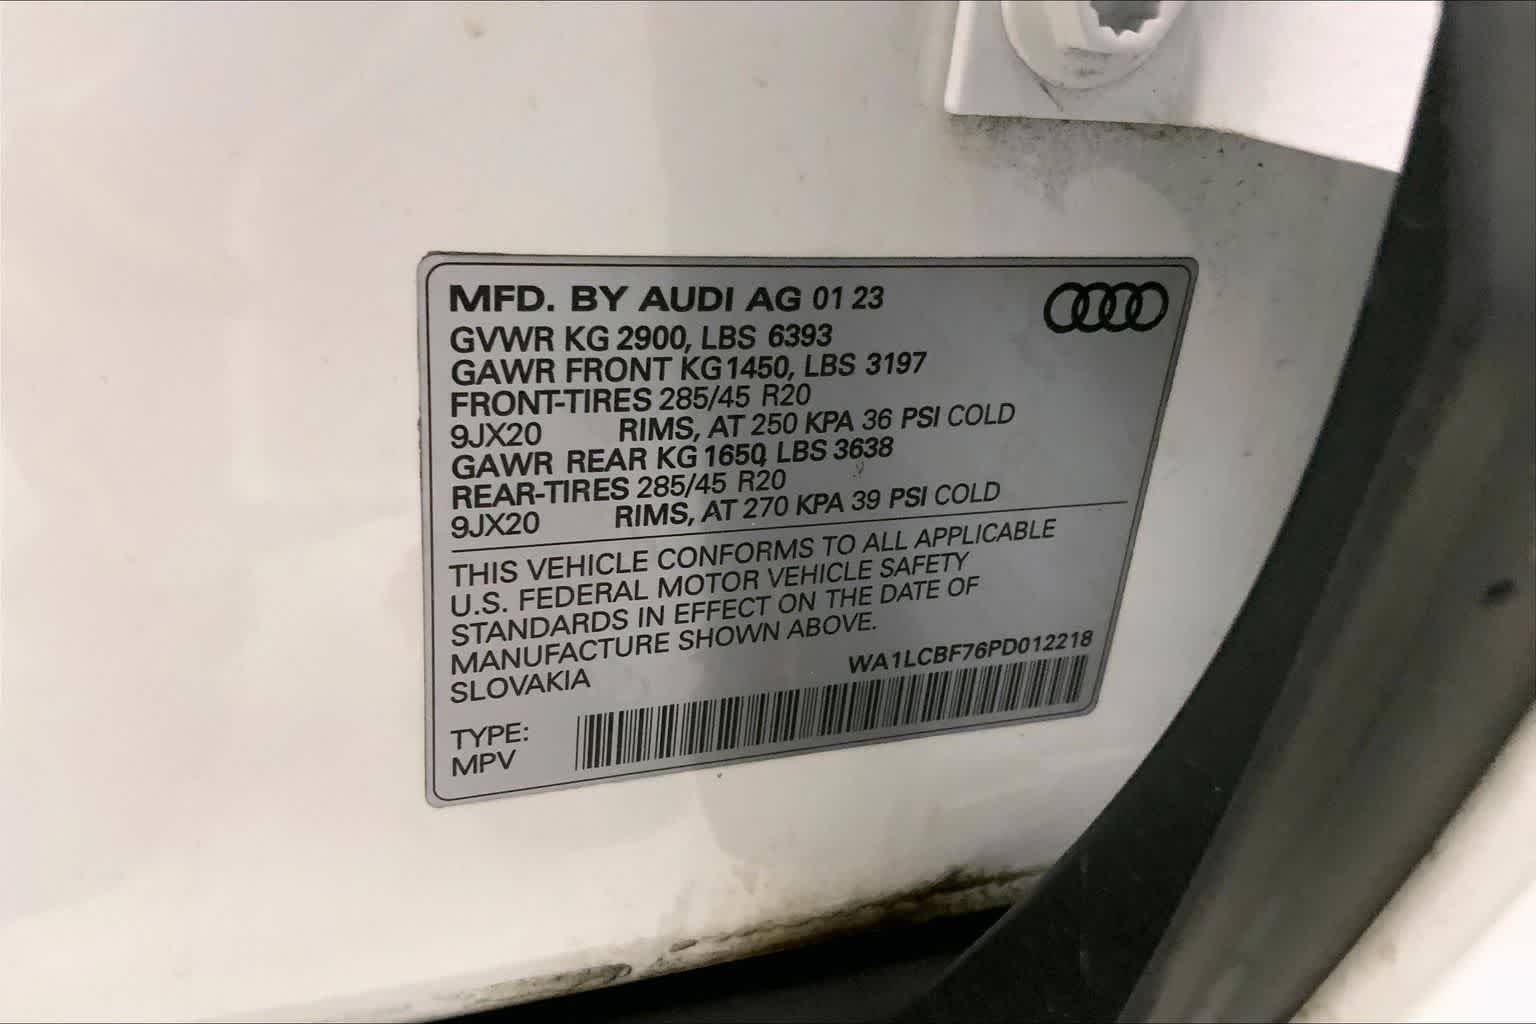 MFD. BY AUDI AG 01 23
GVWR KG 2900, LBS 6393
GAWR FRONT KG 1450, LBS 3197
FRONT-TIRES 285/45 R20
9JX20 RIMS, AT 250 KPA 36 PSI COLD
GAWR REAR KG 1650, LBS 3638
REAR-TIRES 285/45 R20
9JX20 RIMS, AT 270 KPA 39 PSI COLD
THIS VEHICLE CONFORMS TO ALL APPLICABLE
U.S. FEDERAL MOTOR VEHICLE SAFETY
STANDARDS IN EFFECT ON THE DATE OF
MANUFACTURE SHOWN ABOVE.
SLOVAKIA
WA1LCBF76PD012218
TYPE:
MPV